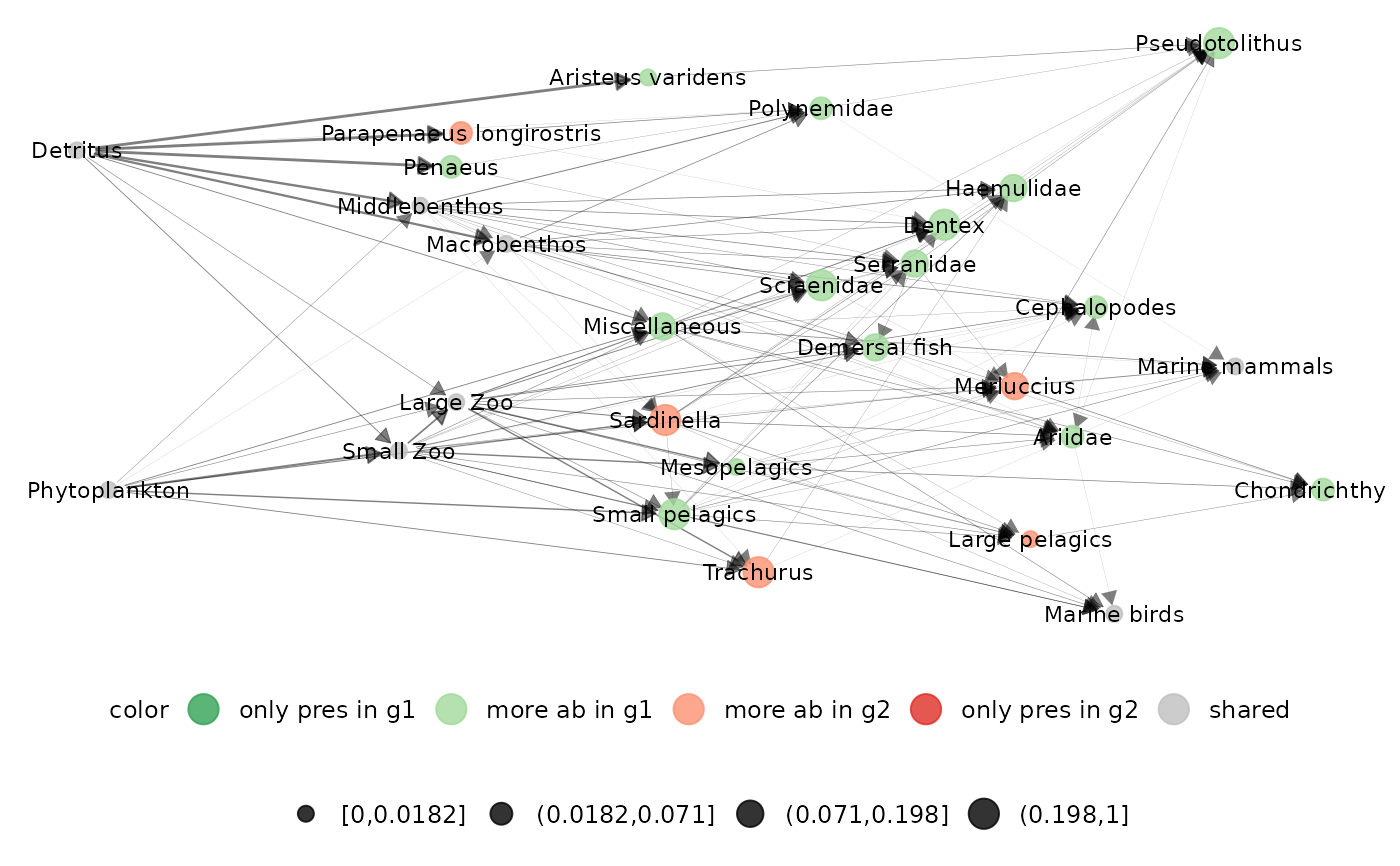 Pseudotolithus
Aristeus varidens
Polynemidae
Parapenaeus longirostris
Detritus
Penaeus
Haemulidae
Middlebenthos
Dentex
Macrobenthos
Serranidae
Sciaenidae
Cephalopodes
Miscellaneous
Demersal fish
Marine mammals
Merluccius
Large Zoo
Sardinella
Ariidae
Small Zoo
Mesopelagics
Phytoplankton
Chondrichthy
Small pelagics
Large pelagics
Trachurus
Marine birds
color only pres in g1 more ab in g1 more ab in g2 only pres in g2 shared
[0,0.0182] (0.0182,0.071] (0.071,0.198] (0.198,1]